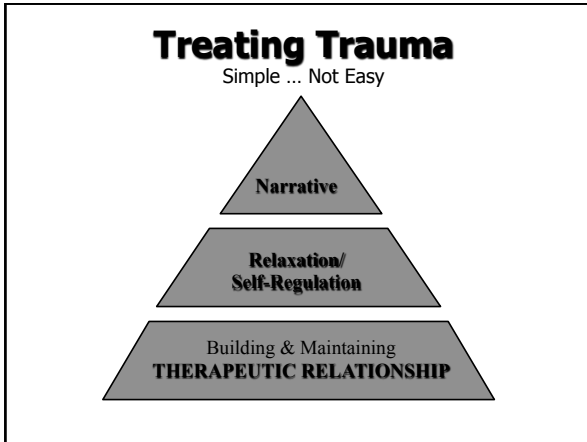 Treating Trauma
Simple … Not Easy
Narrative
Relaxation/
Self-Regulation
Building & Maintaining
THERAPEUTIC RELATIONSHIP